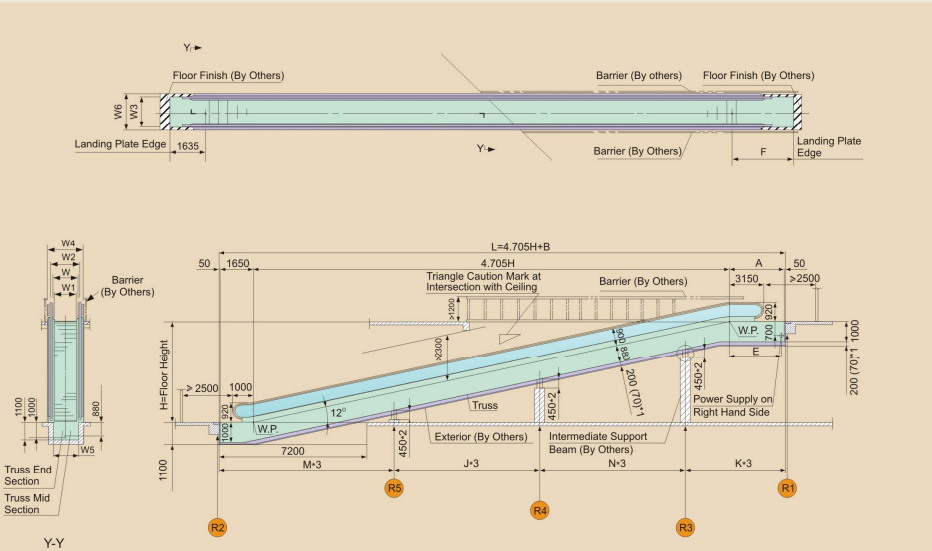 Y
Floor Finish (By Others)
Barrier (By others)
Floor Finish (By Others)
W6
W3
Landing Plate Edge
1635
Y
Barrier (By Others)
F
Landing Plate
Edge
W4
W2
W
W1
Barrier
(By Others)
1100
1000
880
W5
Truss End
Section
Truss Mid
Section
Y-Y
L=4.705H+B
50
1650
4.705H
A
50
Triangle Caution Mark at
Intersection with Ceiling
Barrier (By Others)
3150
>2500
>1200
920
W.P.
700
1000
E
200 (70)*1
H=Floor Height
>2300
900
880
200 (70)*1
450*2
Power Supply on
Right Hand Side
> 2500
1000
920
12°
Truss
450*2
1000
W.P.
450*2
Exterior (By Others)
Intermediate Support
Beam (By Others)
1100
7200
M*3
J*3
N*3
K*3
R5
R1
R4
R2
R3